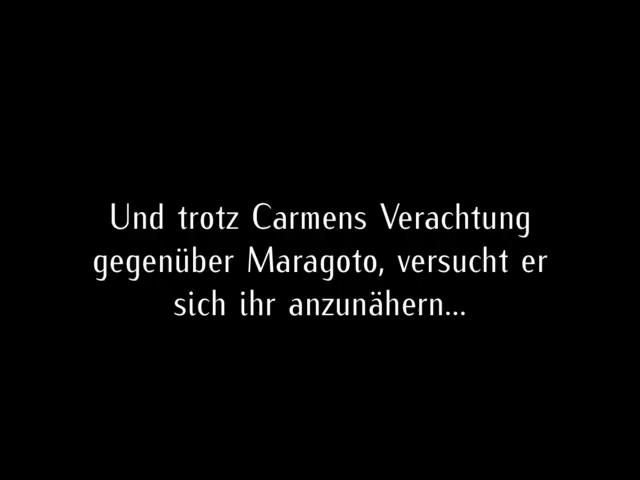 Und trotz Carmens Verachtung
gegenüber Maragoto, versucht er
sich ihr anzunähern...